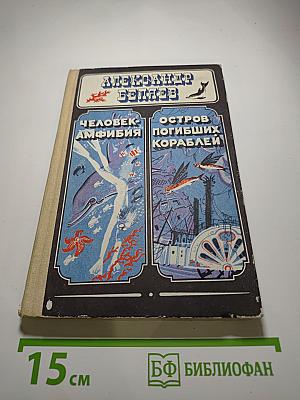 АЛЕКСАНДР
БЕЛЯЕВ
ЧЕЛОВЕК-
АМФИБИЯ
ОСТРОВ
ПОГИБШИХ
КОРАБЛЕЙ
15 см
БФ БИБЛИОФАН